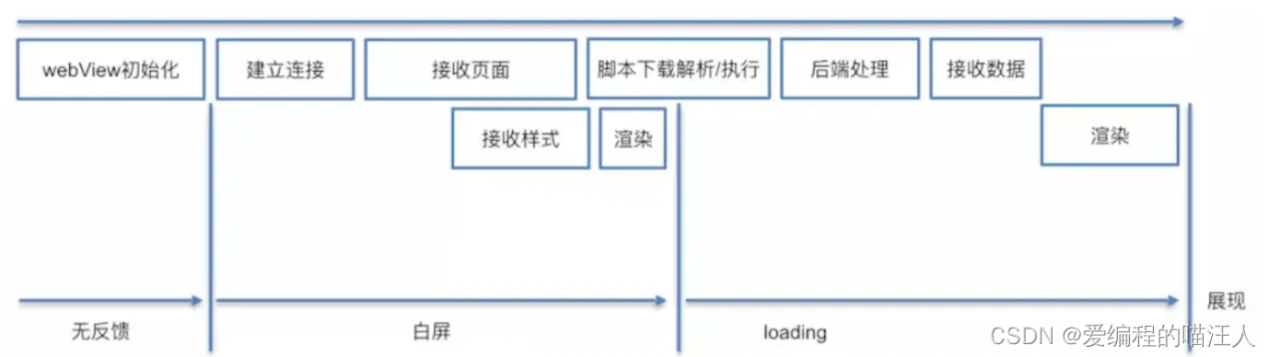 webView初始化
建立连接
接收页面
脚本下载解析/执行
后端处理
接收数据
接收样式
渲染
渲染
无反馈
白屏
loading
展现
CSDN @爱编程的喵汪人